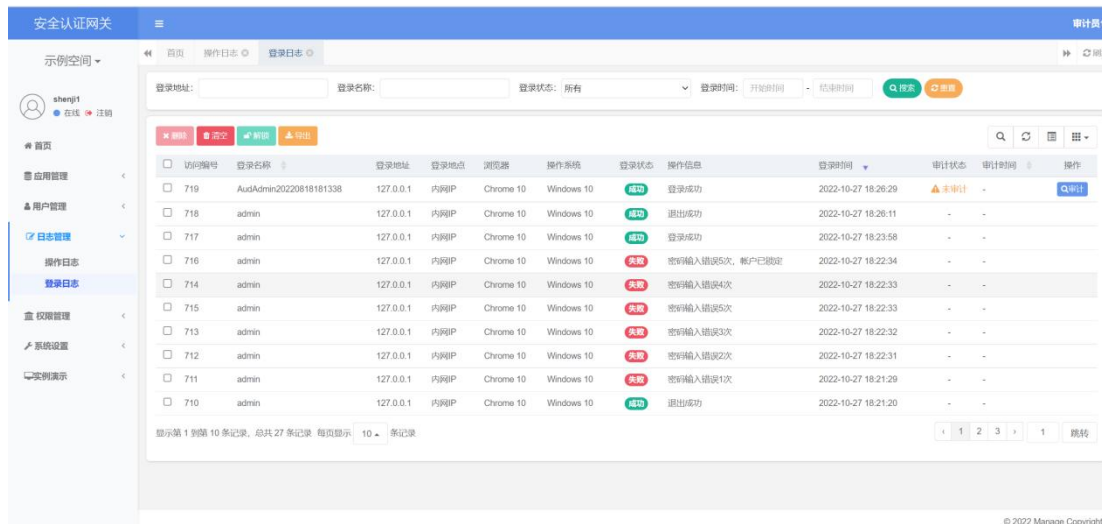 安全认证网关
审计员
示例空间
首页 操作日志 登录日志
shenji1
在线 注销
登录地址: 登录名称: 登录状态: 所有 登录时间: 开始时间 - 结束时间 搜索 重置
首页
应用管理
用户管理
日志管理
操作日志
登录日志
权限管理
系统设置
实例演示
删除 清空 解锁 导出
访问编号 登录名称 登录地址 登录地点 浏览器 操作系统 登录状态 操作信息 登录时间 审计状态 审计时间 操作
719 AudAdmin20220818181338 127.0.0.1 内网IP Chrome 10 Windows 10 成功 登录成功 2022-10-27 18:26:29 未审计 - 审计
718 admin 127.0.0.1 内网IP Chrome 10 Windows 10 成功 退出成功 2022-10-27 18:26:11 - -
717 admin 127.0.0.1 内网IP Chrome 10 Windows 10 成功 登录成功 2022-10-27 18:23:58 - -
716 admin 127.0.0.1 内网IP Chrome 10 Windows 10 失败 密码输入错误5次，帐户已锁定 2022-10-27 18:22:34 - -
714 admin 127.0.0.1 内网IP Chrome 10 Windows 10 失败 密码输入错误4次 2022-10-27 18:22:33 - -
715 admin 127.0.0.1 内网IP Chrome 10 Windows 10 失败 密码输入错误5次 2022-10-27 18:22:33 - -
713 admin 127.0.0.1 内网IP Chrome 10 Windows 10 失败 密码输入错误3次 2022-10-27 18:22:32 - -
712 admin 127.0.0.1 内网IP Chrome 10 Windows 10 失败 密码输入错误2次 2022-10-27 18:22:31 - -
711 admin 127.0.0.1 内网IP Chrome 10 Windows 10 失败 密码输入错误1次 2022-10-27 18:21:29 - -
710 admin 127.0.0.1 内网IP Chrome 10 Windows 10 成功 退出成功 2022-10-27 18:21:20 - -
显示第 1 到第 10 条记录，总共 27 条记录 每页显示 10 条记录
1 2 3 1 跳转
© 2022 Manage Copyright